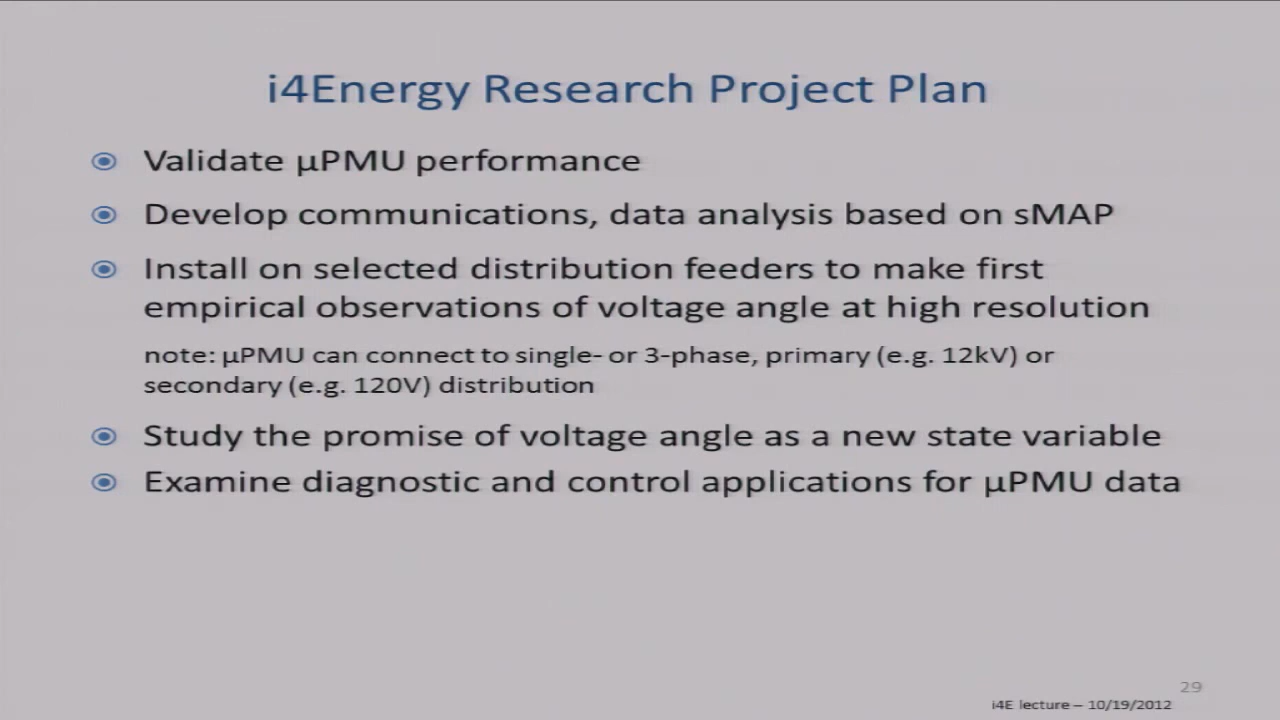 i4Energy Research Project Plan
Validate µPMU performance
Develop communications, data analysis based on sMAP
Install on selected distribution feeders to make first
empirical observations of voltage angle at high resolution
note: µPMU can connect to single- or 3-phase, primary (e.g. 12kV) or
secondary (e.g. 120V) distribution
Study the promise of voltage angle as a new state variable
Examine diagnostic and control applications for µPMU data
29
i4E lecture – 10/19/2012